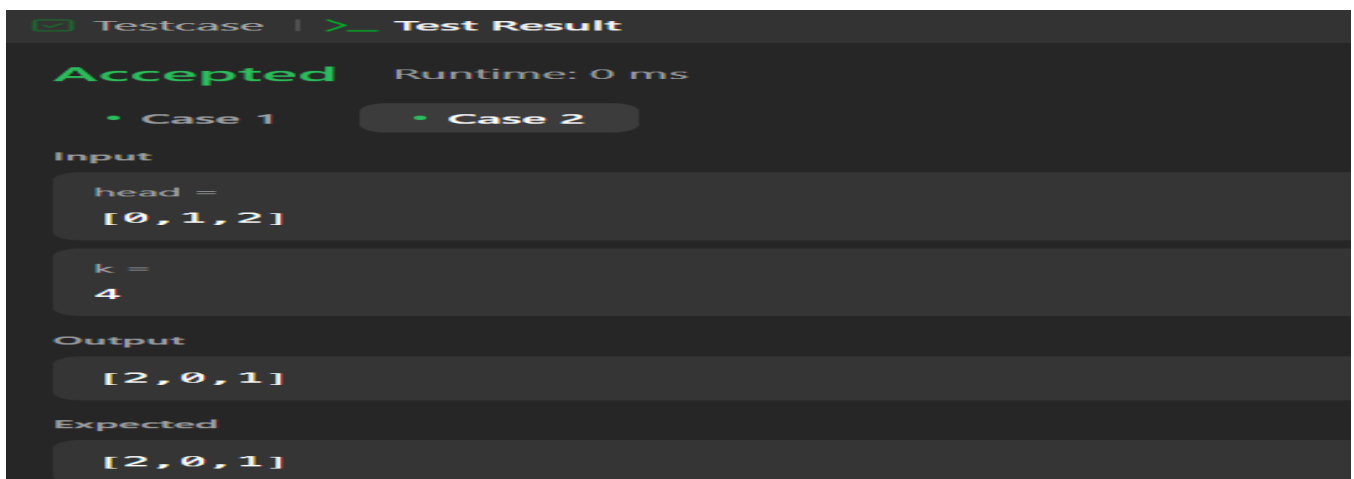 Testcase | >_ Test Result
Accepted Runtime: 0 ms
• Case 1 • Case 2
Input
head =
[0,1,2]
k =
4
Output
[2,0,1]
Expected
[2,0,1]